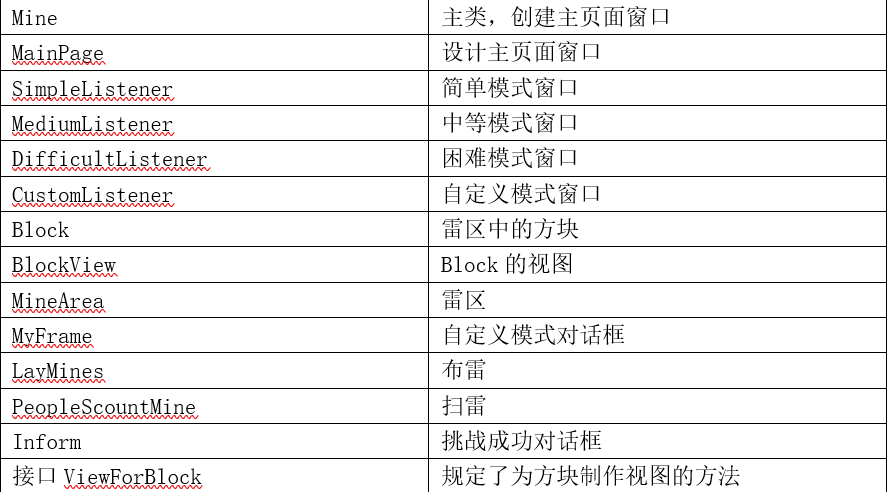 Mine 主类，创建主页面窗口
MainPage 设计主页面窗口
SimpleListener 简单模式窗口
MediumListener 中等模式窗口
DifficultListener 困难模式窗口
CustomListener 自定义模式窗口
Block 雷区中的方块
BlockView Block 的视图
MineArea 雷区
MyFrame 自定义模式对话框
LayMines 布雷
PeopleScountMine 扫雷
Inform 挑战成功对话框
接口 ViewForBlock 规定了为方块制作视图的方法